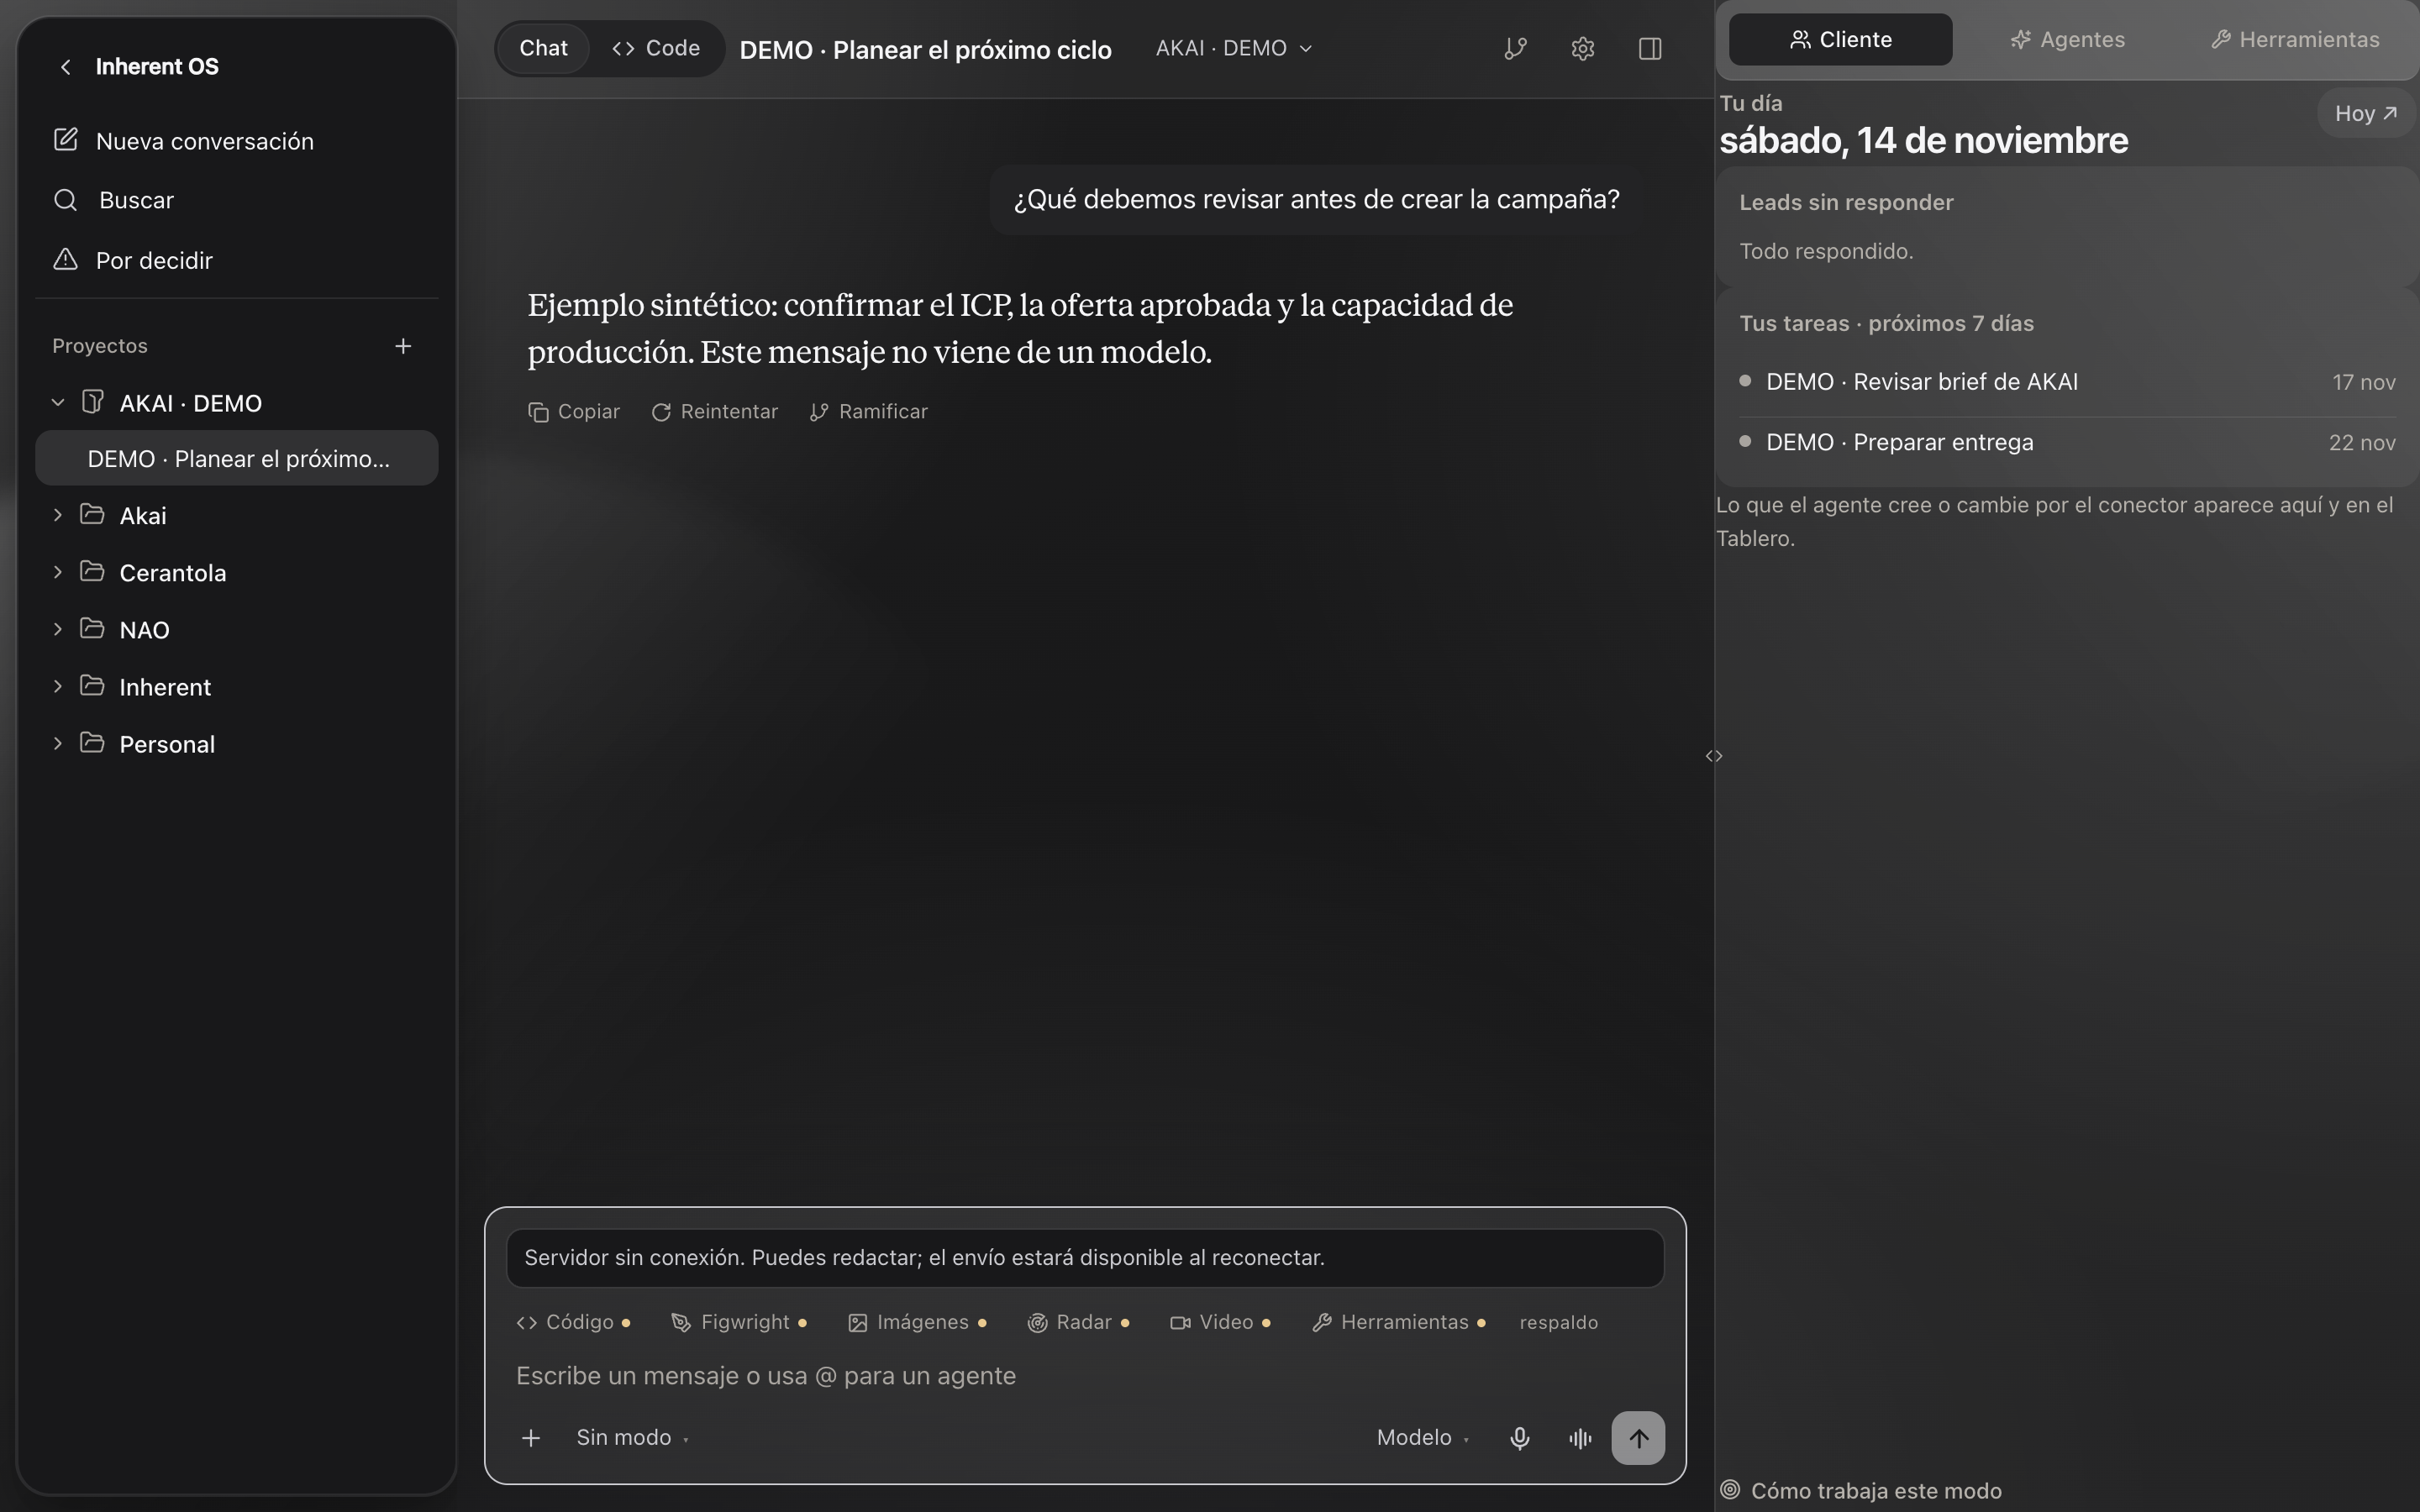 Inherent OS
Nueva conversación
Buscar
Por decidir
Proyectos
AKAI · DEMO
DEMO · Planear el próximo...
Akai
Cerantola
NAO
Inherent
Personal
Chat
Code
DEMO · Planear el próximo ciclo
AKAI · DEMO
¿Qué debemos revisar antes de crear la campaña?
Ejemplo sintético: confirmar el ICP, la oferta aprobada y la capacidad de
producción. Este mensaje no viene de un modelo.
Copiar
Reintentar
Ramificar
Servidor sin conexión. Puedes redactar; el envío estará disponible al reconectar.
Código
Figwright
Imágenes
Radar
Video
Herramientas
respaldo
Escribe un mensaje o usa @ para un agente
Sin modo
Modelo
Cliente
Agentes
Herramientas
Tu día
sábado, 14 de noviembre
Hoy
Leads sin responder
Todo respondido.
Tus tareas · próximos 7 días
DEMO · Revisar brief de AKAI 17 nov
DEMO · Preparar entrega 22 nov
Lo que el agente cree o cambie por el conector aparece aquí y en el
Tablero.
Cómo trabaja este modo